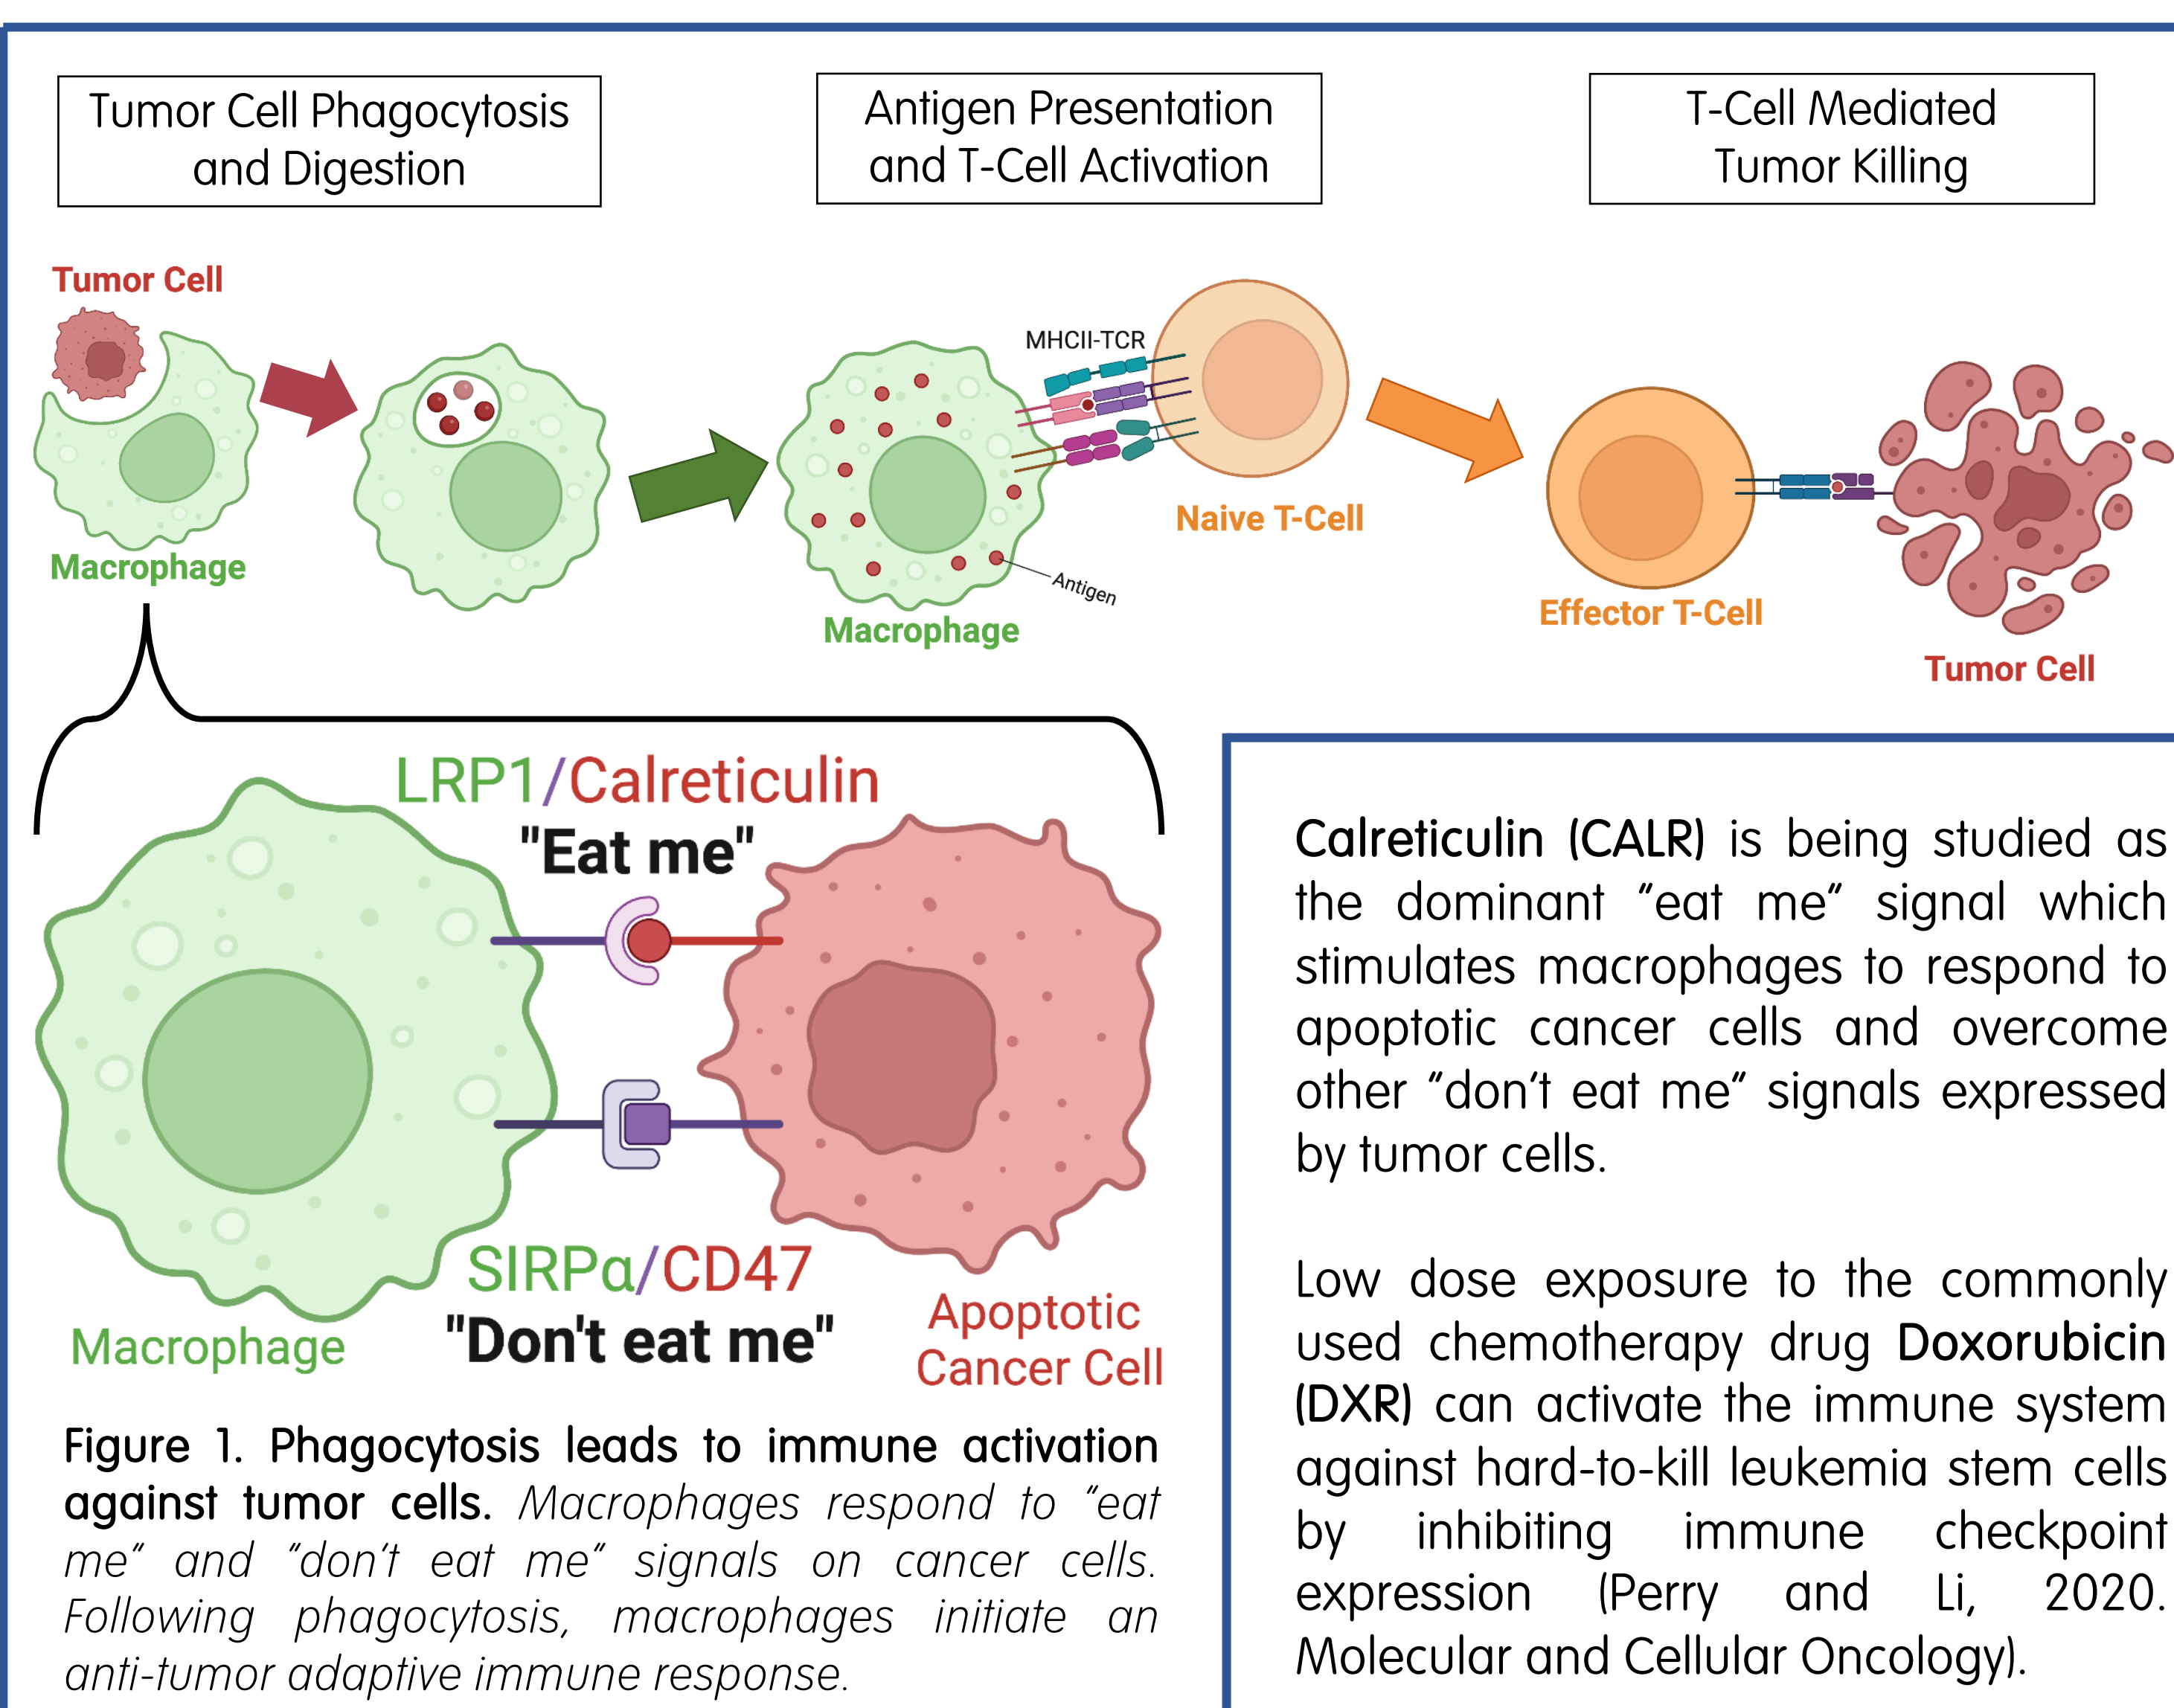 Tumor Cell Phagocytosis
and Digestion
Antigen Presentation
and T-Cell Activation
T-Cell Mediated
Tumor Killing
Tumor Cell
Macrophage
MHCII-TCR
Naive T-Cell
Antigen
Macrophage
Effector T-Cell
Tumor Cell
LRP1/Calreticulin
"Eat me"
SIRPα/CD47
"Don't eat me"
Macrophage
Apoptotic
Cancer Cell
Figure 1. Phagocytosis leads to immune activation
against tumor cells. Macrophages respond to "eat
me" and "don't eat me" signals on cancer cells.
Following phagocytosis, macrophages initiate an
anti-tumor adaptive immune response.
Calreticulin (CALR) is being studied as
the dominant "eat me" signal which
stimulates macrophages to respond to
apoptotic cancer cells and overcome
other "don't eat me" signals expressed
by tumor cells.
Low dose exposure to the commonly
used chemotherapy drug Doxorubicin
(DXR) can activate the immune system
against hard-to-kill leukemia stem cells
by inhibiting immune checkpoint
expression (Perry and Li, 2020.
Molecular and Cellular Oncology).